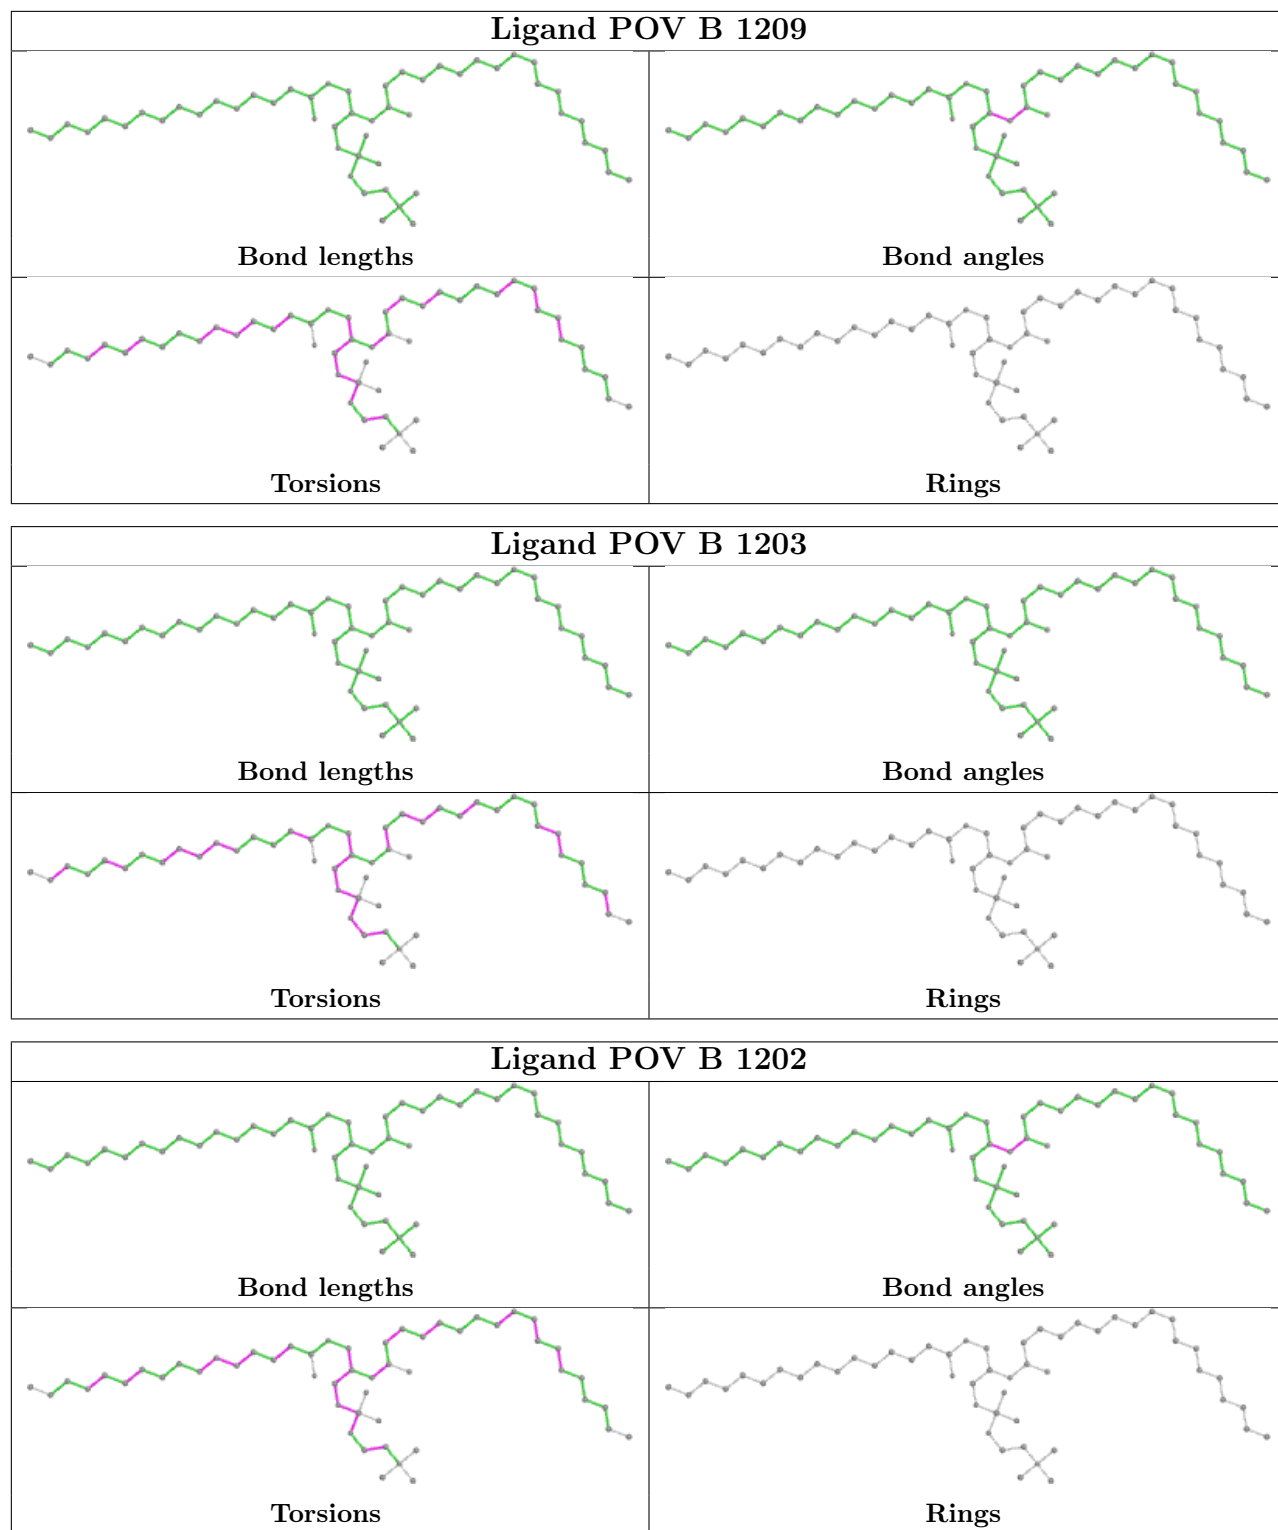 Ligand POV B 1209
Bond lengths
Bond angles
Torsions
Rings
Ligand POV B 1203
Bond lengths
Bond angles
Torsions
Rings
Ligand POV B 1202
Bond lengths
Bond angles
Torsions
Rings